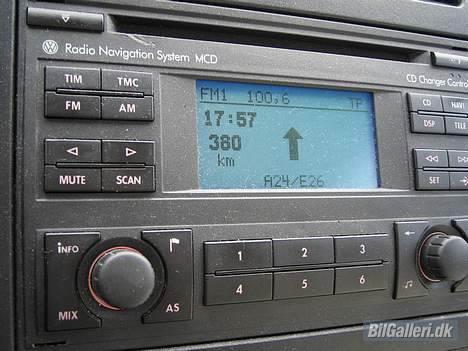 Radio Navigation System MCD
CD Changer Contro
TIM TMC
FM AM
MUTE SCAN
FM1 100,6 TP
17:57
380
km
A24/E26
CD NAVI
DSP TELE
SET
INFO
MIX AS
1 2 3
4 5 6
BilGalleri.dk